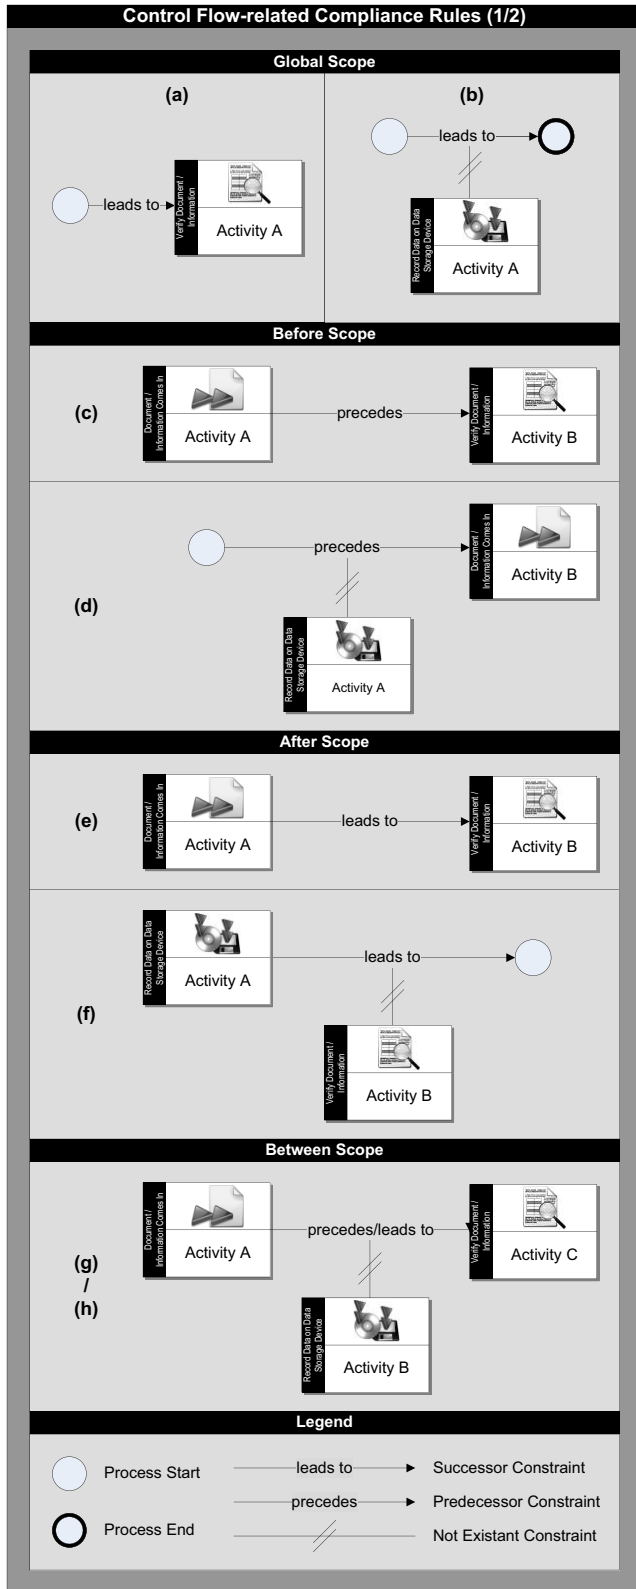 Control Flow-related Compliance Rules (1/2)
Global Scope
(a)
leads to
Verify Document /
Information
Activity A
(b)
leads to
Record Data on Data
Storage Device
Activity A
Before Scope
(c)
Document /
Information Comes In
Activity A
precedes
Verify Document /
Information
Activity B
(d)
precedes
Document /
Information Comes In
Activity B
Record Data on Data
Storage Device
Activity A
After Scope
(e)
Document /
Information Comes In
Activity A
leads to
Verify Document /
Information
Activity B
(f)
Record Data on Data
Storage Device
Activity A
leads to
Verify Document /
Information
Activity B
Between Scope
(g)
/
(h)
Document /
Information Comes In
Activity A
precedes/leads to
Verify Document /
Information
Activity C
Record Data on Data
Storage Device
Activity B
Legend
Process Start
leads to
Successor Constraint
precedes
Predecessor Constraint
Process End
Not Existant Constraint